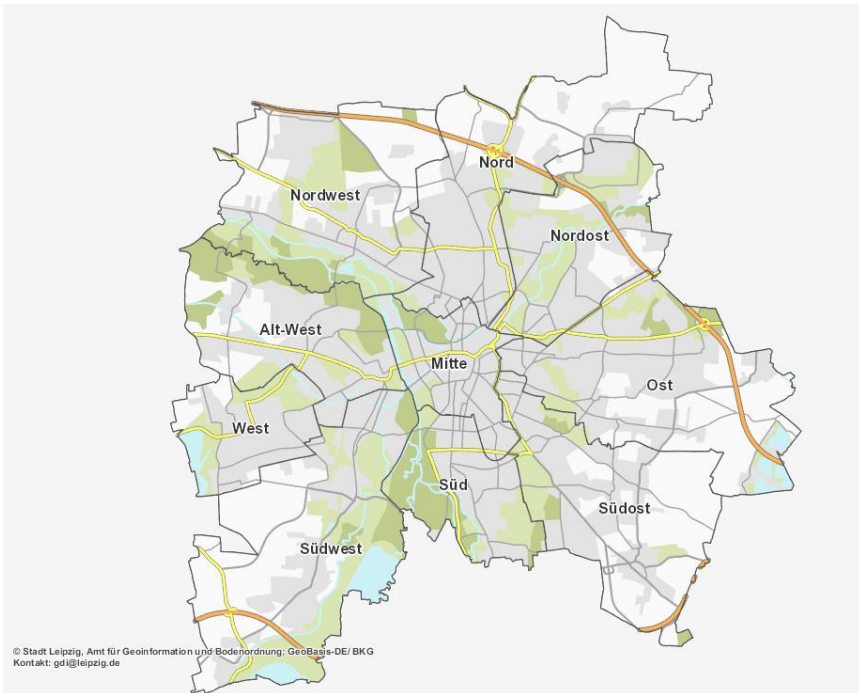 Nord
Nordwest
Nordost
Alt-West
Mitte
Ost
West
Süd
Südost
Südwest
© Stadt Leipzig, Amt für Geoinformation und Bodenordnung; GeoBasis-DE/ BKG
Kontakt: gdi@leipzig.de